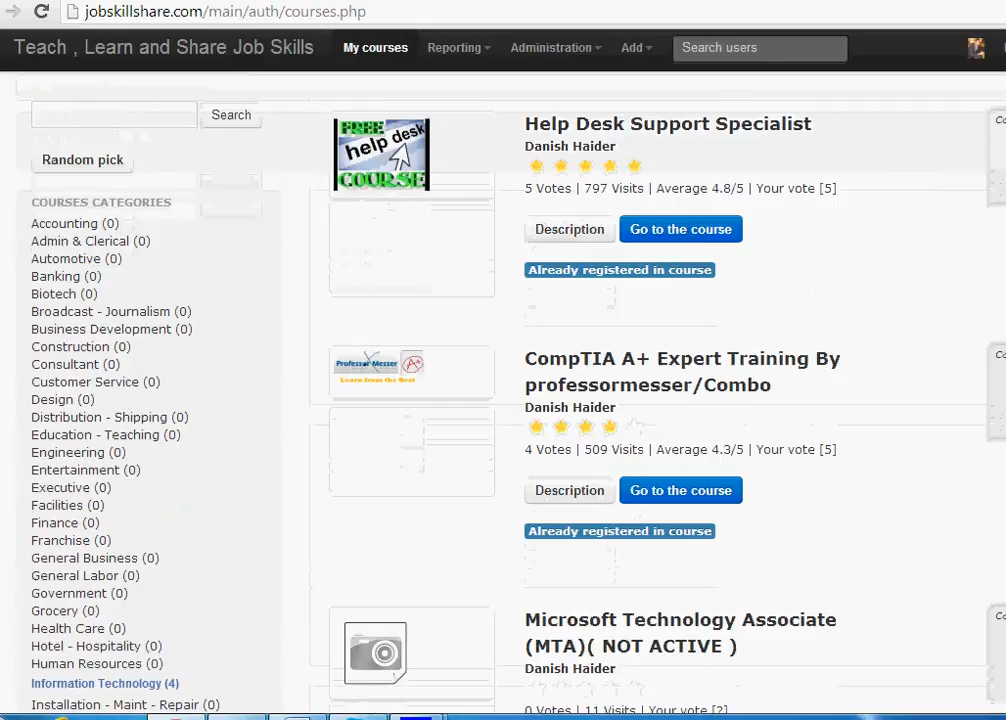 jobskillshare.com/main/auth/courses.php
Teach , Learn and Share Job Skills
My courses
Reporting
Administration
Add
Search users
Search
Random pick
COURSES CATEGORIES
Accounting (0)
Admin & Clerical (0)
Automotive (0)
Banking (0)
Biotech (0)
Broadcast - Journalism (0)
Business Development (0)
Construction (0)
Consultant (0)
Customer Service (0)
Design (0)
Distribution - Shipping (0)
Education - Teaching (0)
Engineering (0)
Entertainment (0)
Executive (0)
Facilities (0)
Finance (0)
Franchise (0)
General Business (0)
General Labor (0)
Government (0)
Grocery (0)
Health Care (0)
Hotel - Hospitality (0)
Human Resources (0)
Information Technology (4)
Installation - Maint - Repair (0)
FREE
help desk
COURSE
Help Desk Support Specialist
Danish Haider
5 Votes | 797 Visits | Average 4.8/5 | Your vote [5]
Description
Go to the course
Already registered in course
Professor Messer A+
Learn from the Best
CompTIA A+ Expert Training By
professormesser/Combo
Danish Haider
4 Votes | 509 Visits | Average 4.3/5 | Your vote [5]
Description
Go to the course
Already registered in course
Microsoft Technology Associate
(MTA)( NOT ACTIVE )
Danish Haider
0 Votes | 11 Visits | Your vote [?]
Co
Co
Co